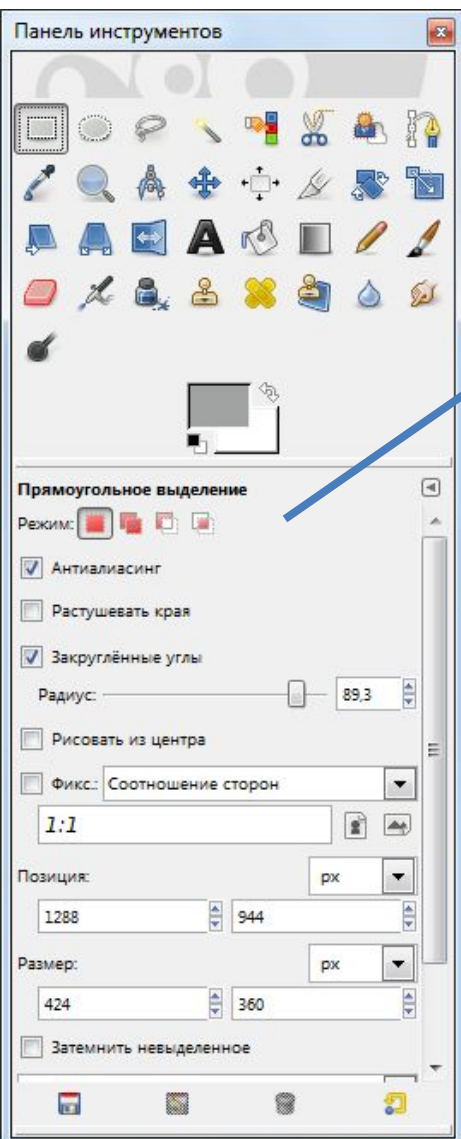 Панель инструментов
Прямоугольное выделение
Режим:
Антиалиасинг
Растушевать края
Закруглённые углы
Радиус: 89,3
Рисовать из центра
Фикс.: Соотношение сторон
1:1
Позиция: px
1288 944
Размер: px
424 360
Затемнить невыделенное